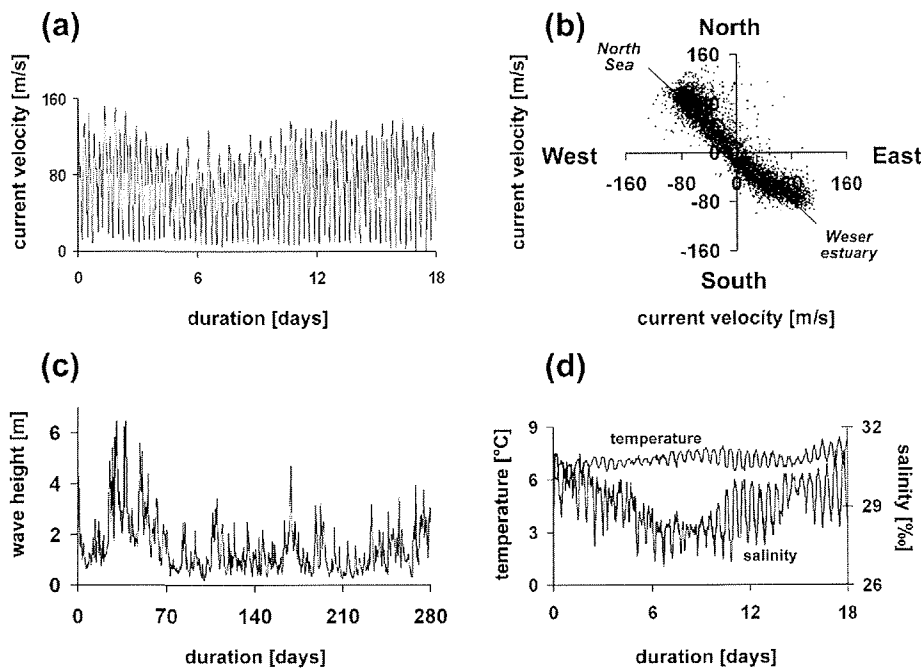 (a)
current velocity [m/s]
160
80
0
0
6
12
18
duration [days]
(b)
North
North
Sea
160
80
0
-80
-160
West
East
-160
-80
0
80
160
Weser
estuary
South
current velocity [m/s]
current velocity [m/s]
(c)
wave height [m]
6
4
2
0
0
70
140
210
280
duration [days]
(d)
temperature [°C]
9
6
3
0
temperature
salinity
32
29
26
salinity [‰]
0
6
12
18
duration [days]